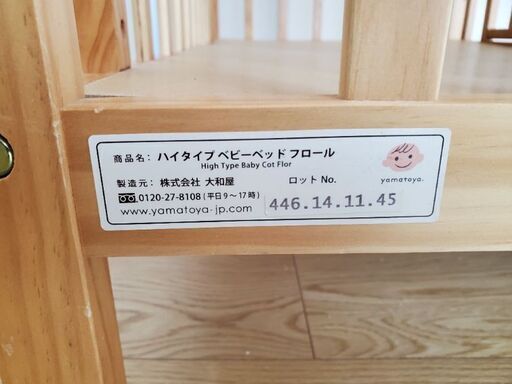 商品名： ハイタイプ ベビーベッド フロール
High Type Baby Cot Flor
製造元： 株式会社 大和屋
0120-27-8108 (平日9〜17時)
www.yamatoya-jp.com
ロット No.
446.14.11.45
yamatoya.